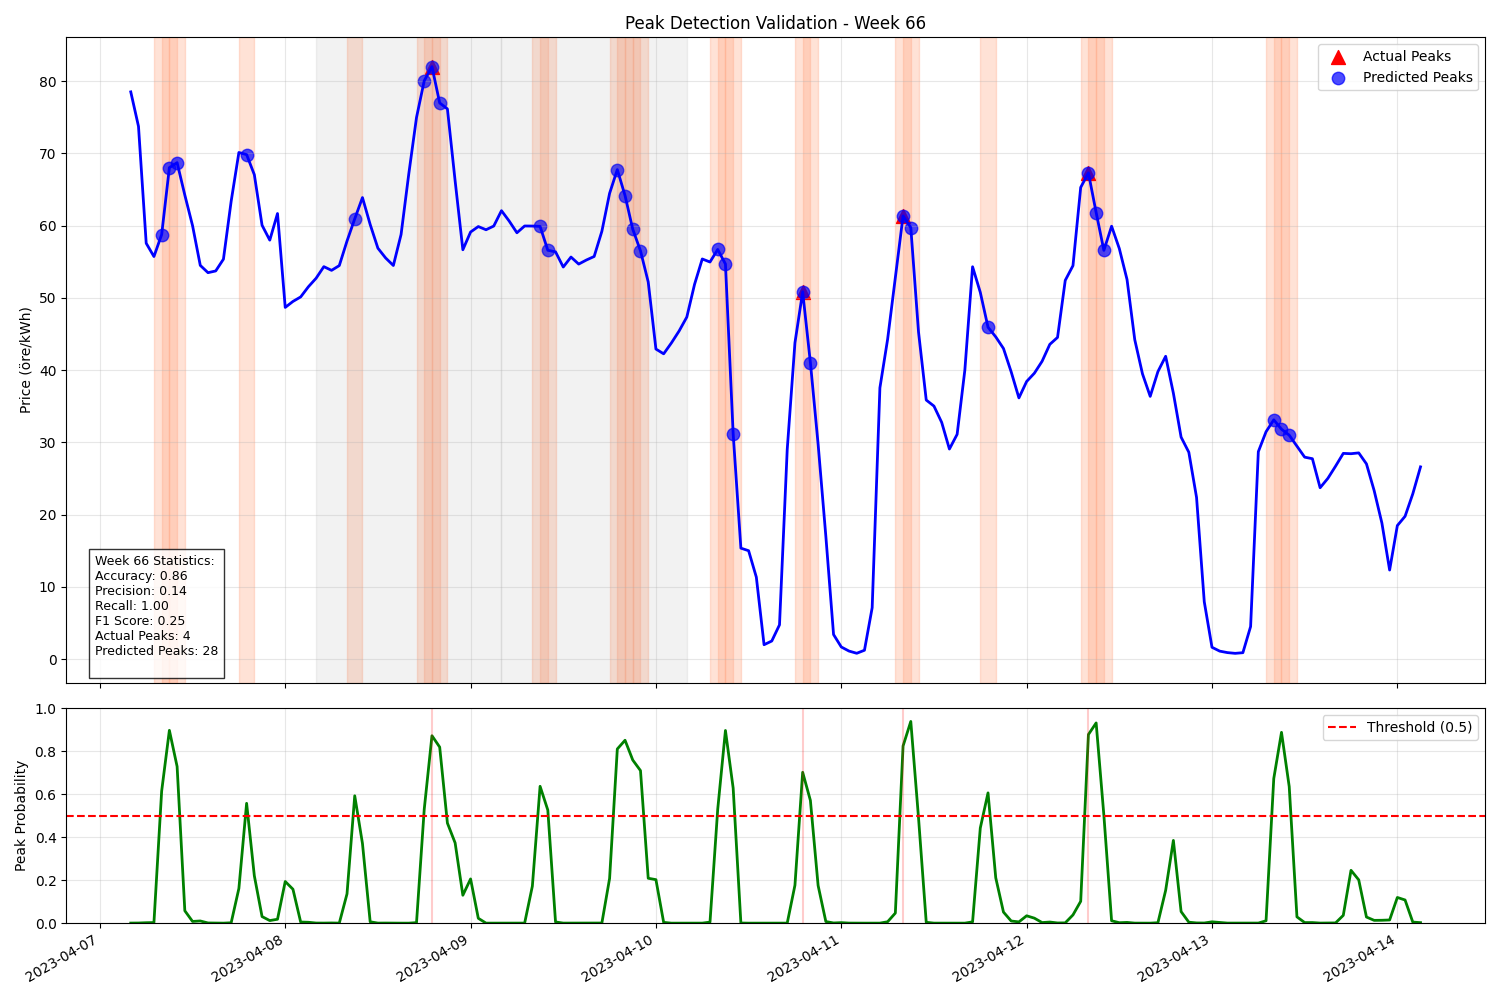 Peak Detection Validation - Week 66
Actual Peaks
Predicted Peaks
Price (öre/kWh)
80
70
60
50
40
30
20
10
0
Week 66 Statistics:
Accuracy: 0.86
Precision: 0.14
Recall: 1.00
F1 Score: 0.25
Actual Peaks: 4
Predicted Peaks: 28
Peak Probability
1.0
0.8
0.6
0.4
0.2
0.0
Threshold (0.5)
2023-04-07
2023-04-08
2023-04-09
2023-04-10
2023-04-11
2023-04-12
2023-04-13
2023-04-14